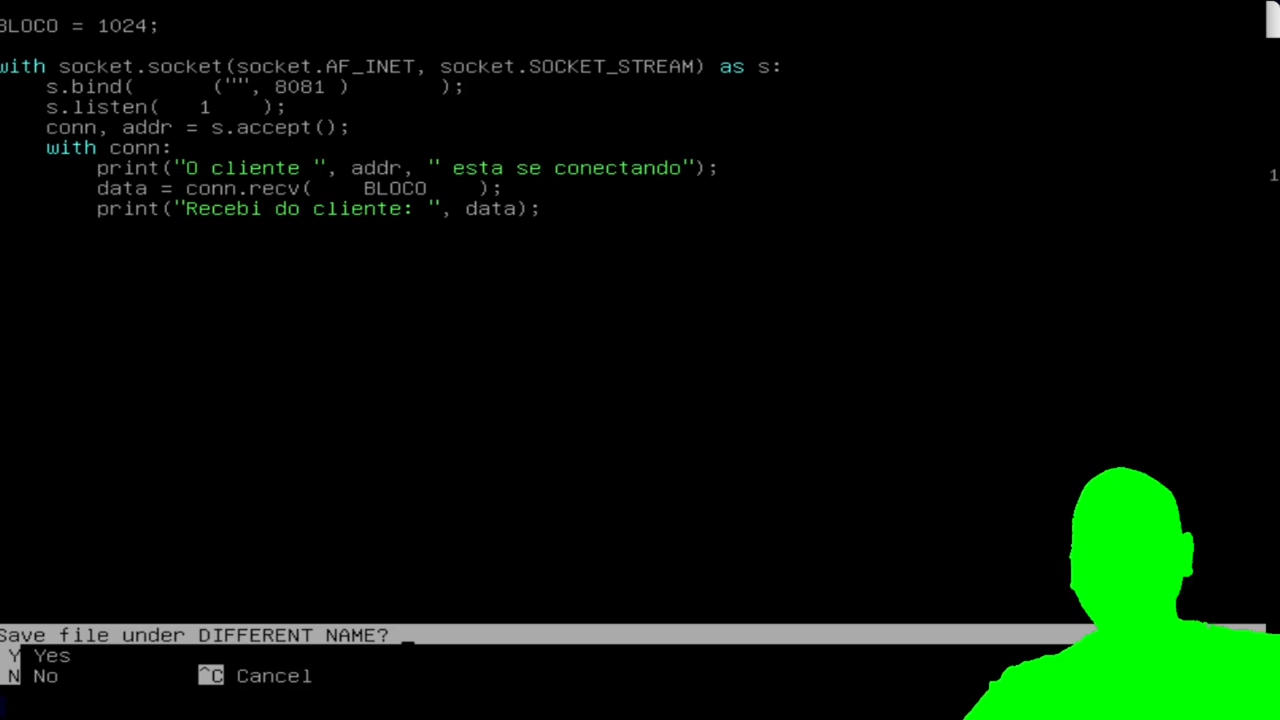 BLOCO = 1024;
with socket.socket(socket.AF_INET, socket.SOCKET_STREAM) as s:
s.bind( ("", 8081 ) );
s.listen( 1 );
conn, addr = s.accept();
with conn:
print("O cliente ", addr, " esta se conectando");
data = conn.recv( BLOCO );
print("Recebi do cliente: ", data);
1
Save file under DIFFERENT NAME?
Y Yes
N No ^C Cancel